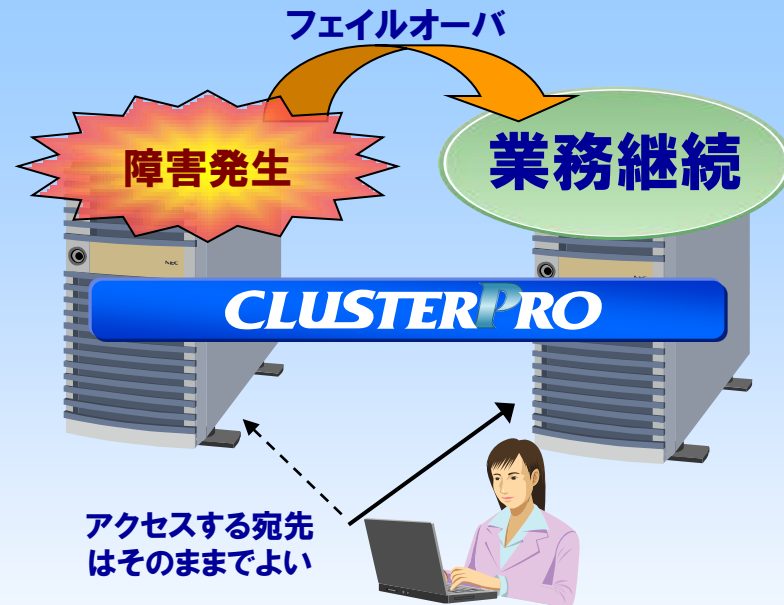 フェイルオーバ
障害発生
業務継続
NEC
CLUSTERPRO
アクセスする宛先
はそのままでよい